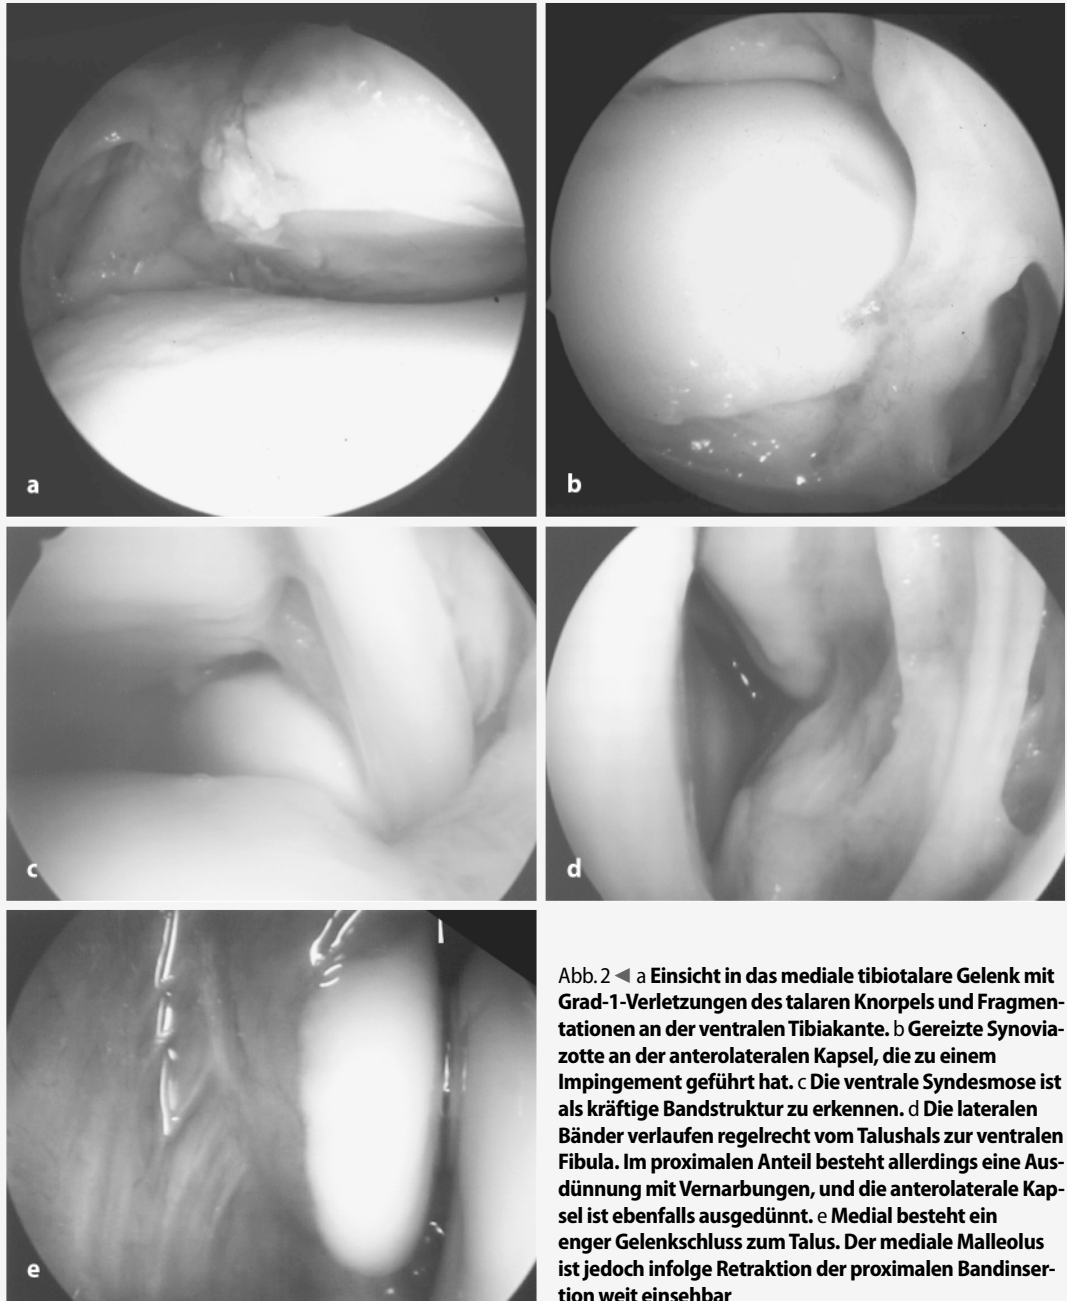 a
b
c
d
e
Abb. 2 ◄ a Einsicht in das mediale tibiotalare Gelenk mit
Grad-1-Verletzungen des talaren Knorpels und Fragmen-
tationen an der ventralen Tibiakante. b Gereizte Synovia-
zotte an der anterolateralen Kapsel, die zu einem
Impingement geführt hat. c Die ventrale Syndesmose ist
als kräftige Bandstruktur zu erkennen. d Die lateralen
Bänder verlaufen regelrecht vom Talushals zur ventralen
Fibula. Im proximalen Anteil besteht allerdings eine Aus-
dünnung mit Vernarbungen, und die anterolaterale Kap-
sel ist ebenfalls ausgedünnt. e Medial besteht ein
enger Gelenkschluss zum Talus. Der mediale Malleolus
ist jedoch infolge Retraktion der proximalen Bandinser-
tion weit einsehbar